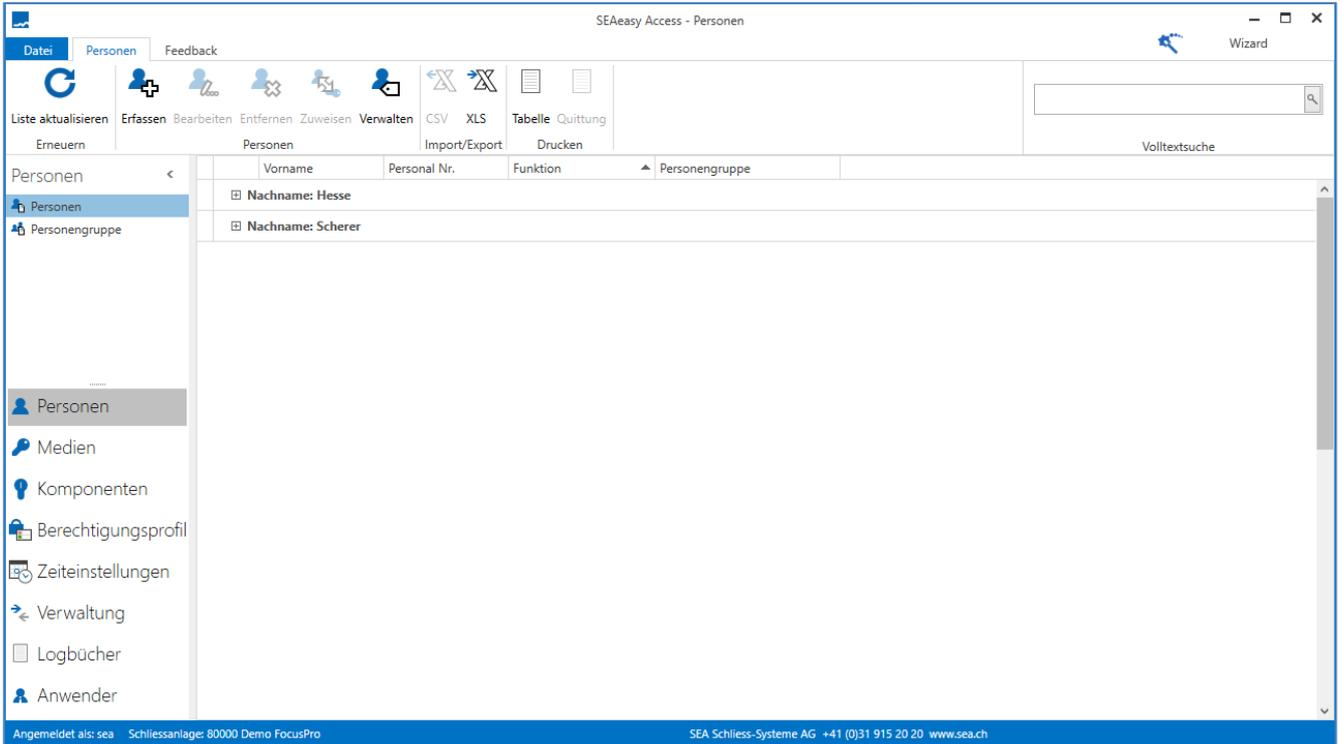 SEAeasy Access - Personen
Datei Personen Feedback Wizard
Liste aktualisieren Erfassen Bearbeiten Entfernen Zuweisen Verwalten CSV XLS Tabelle Quittung
Erneuern Personen Import/Export Drucken Volltextsuche
Personen
Vorname Personal Nr. Funktion Personengruppe
Personen
Personengruppe
Nachname: Hesse
Nachname: Scherer
Personen
Medien
Komponenten
Berechtigungsprofil
Zeiteinstellungen
Verwaltung
Logbücher
Anwender
Angemeldet als: sea Schliessanlage: 80000 Demo FocusPro SEA Schliess-Systeme AG +41 (0)31 915 20 20 www.sea.ch